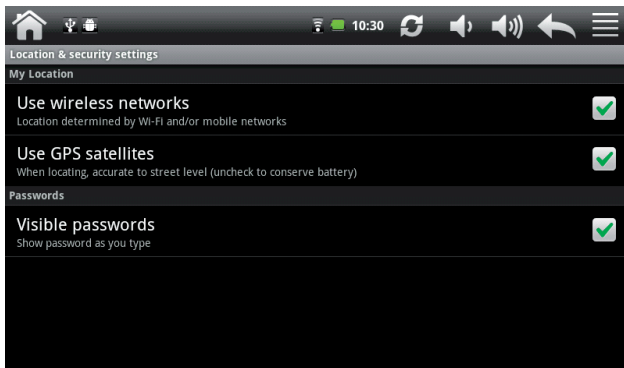 10:30
Location & security settings
My Location
Use wireless networks
Location determined by Wi-Fi and/or mobile networks
Use GPS satellites
When locating, accurate to street level (uncheck to conserve battery)
Passwords
Visible passwords
Show password as you type